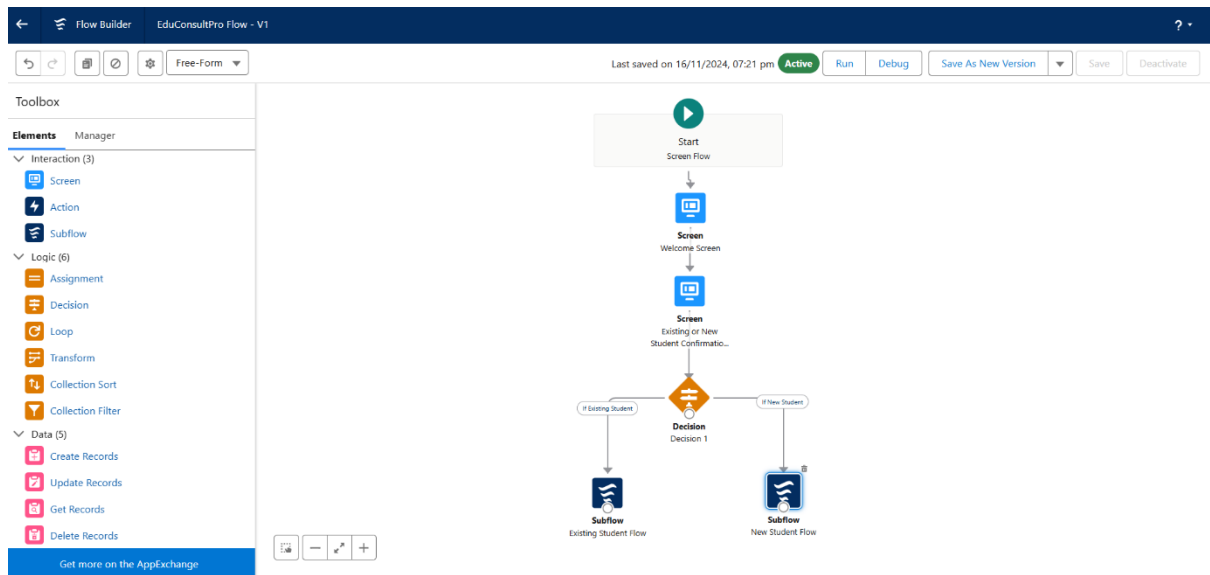 Flow Builder EduConsultPro Flow - V1 ?
Free-Form Last saved on 16/11/2024, 07:21 pm Active Run Debug Save As New Version Save Deactivate
Toolbox
Elements Manager
Interaction (3)
Screen
Action
Subflow
Logic (6)
Assignment
Decision
Loop
Transform
Collection Sort
Collection Filter
Data (5)
Create Records
Update Records
Get Records
Delete Records
Get more on the AppExchange
Start
Screen Flow
Screen
Welcome Screen
Screen
Existing or New
Student Confirmatio...
If Existing Student
If New Student
Decision
Decision 1
Subflow
Existing Student Flow
Subflow
New Student Flow